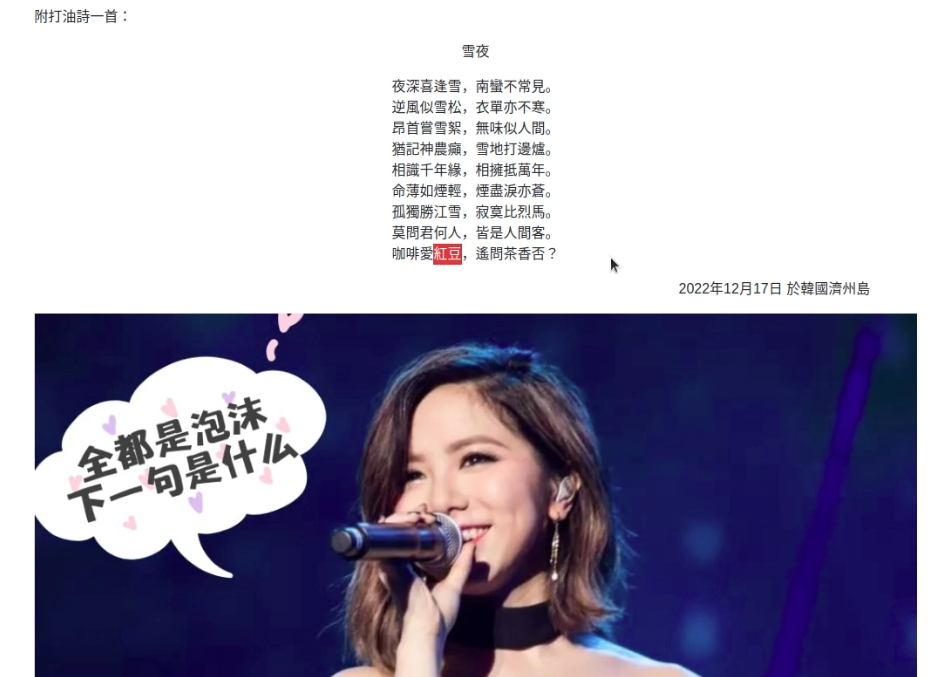 附打油詩一首：
雪夜
夜深喜逢雪，南蠻不常見。
逆風似雪松，衣單亦不寒。
昂首嘗雪絮，無味似人間。
猶記神農癲，雪地打邊爐。
相識千年緣，相擁抵萬年。
命薄如煙輕，煙盡淚亦蒼。
孤獨勝江雪，寂寞比烈馬。
莫問君何人，皆是人間客。
咖啡愛紅豆，遙問茶香否？
2022年12月17日 於韓國濟州島
全都是泡沫
下一句是什么